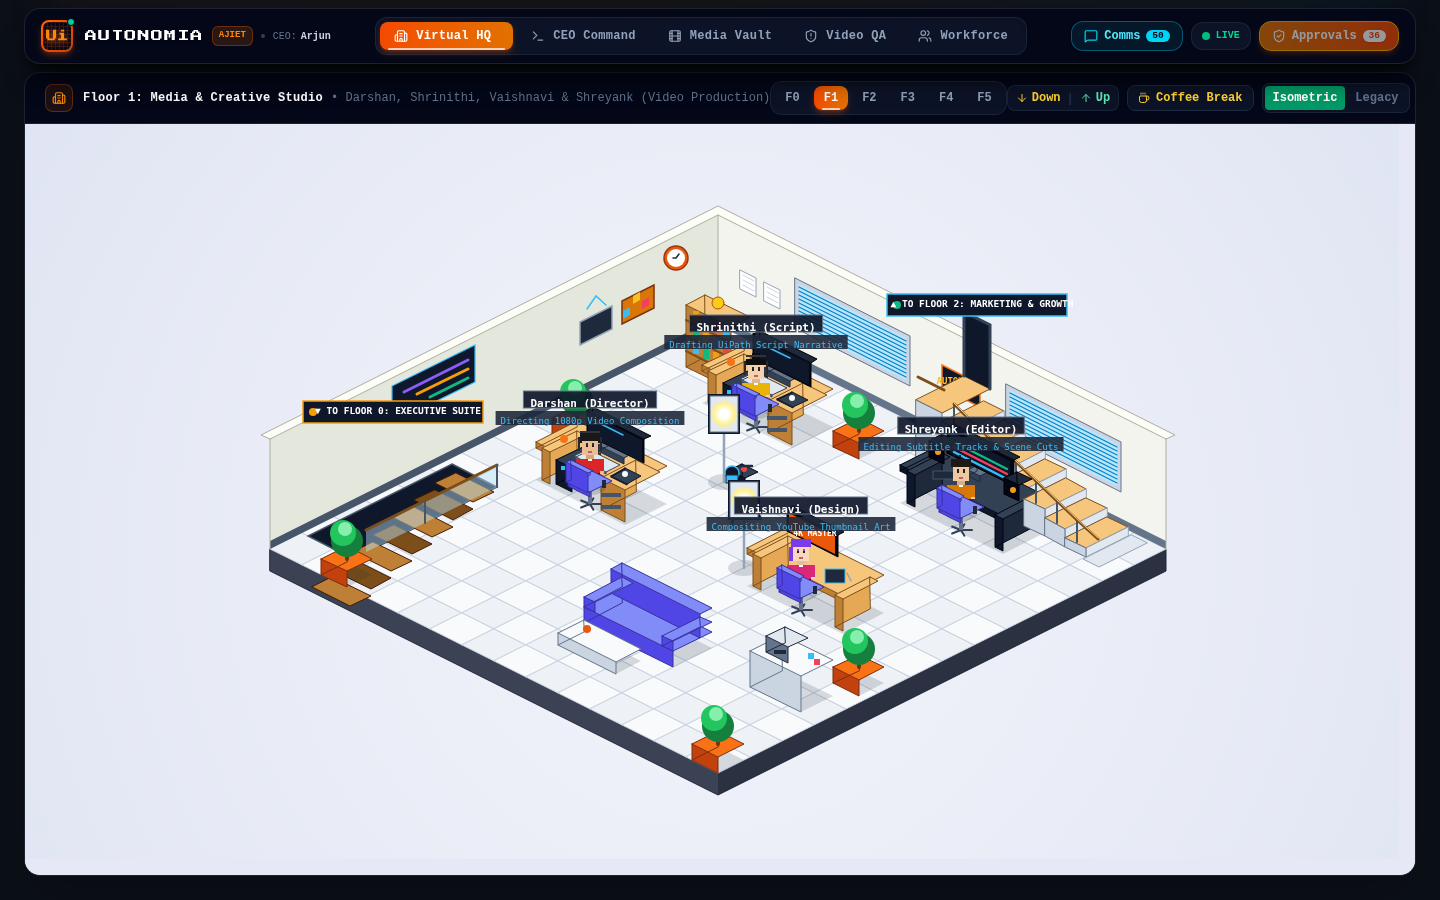 Ui AUTONOMIA AJIET • CEO: Arjun
Virtual HQ
CEO Command
Media Vault
Video QA
Workforce
Comms 50
LIVE
Approvals 36
Floor 1: Media & Creative Studio • Darshan, Shrinithi, Vaishnavi & Shreyank (Video Production)
F0 F1 F2 F3 F4 F5
Down | Up
Coffee Break
Isometric Legacy
▲ TO FLOOR 2: MARKETING & GROWTH
Shrinithi (Script)
Drafting UiPath Script Narrative
AUTO
Darshan (Director)
Directing 1080p Video Composition
▼ TO FLOOR 0: EXECUTIVE SUITE
Shreyank (Editor)
Editing Subtitle Tracks & Scene Cuts
Vaishnavi (Design)
Compositing YouTube Thumbnail Art
4K MASTER